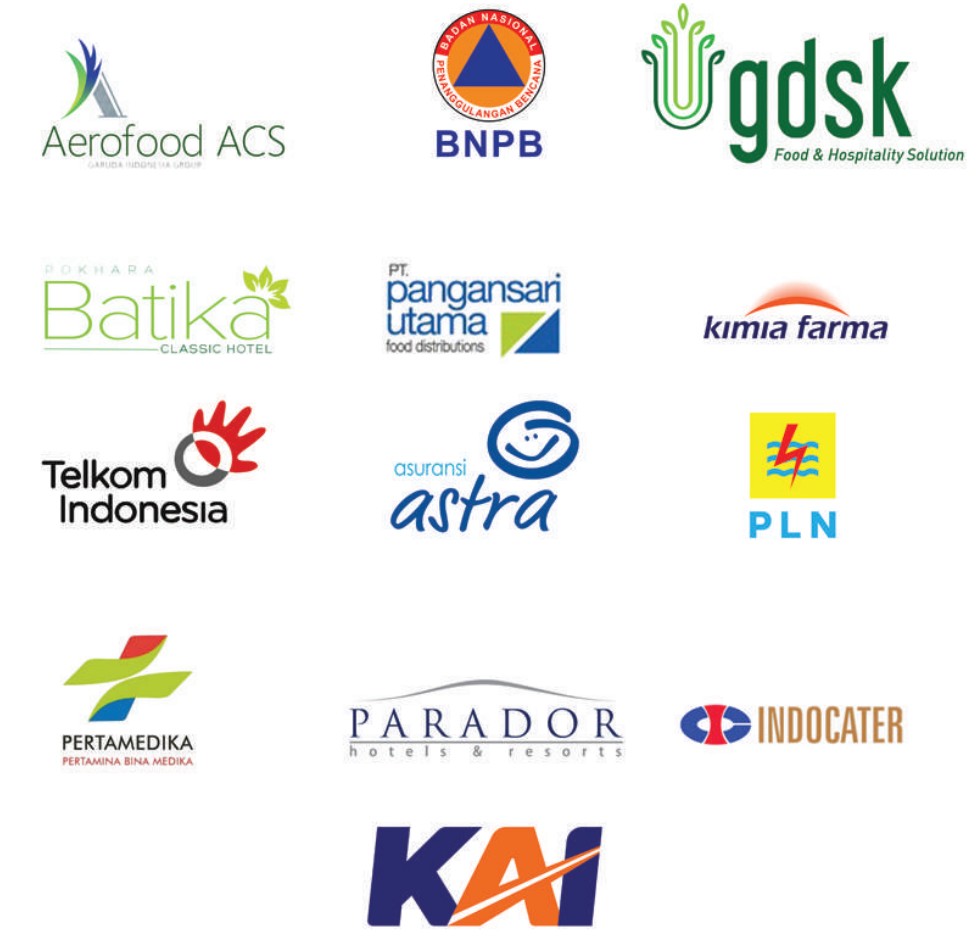 Aerofood ACS
GARUDA INDONESIA GROUP
BADAN NASIONAL
PENANGGULANGAN BENCANA
BNPB
gdsk
Food & Hospitality Solution
POKHARA
Batika
CLASSIC HOTEL
PT.
pangansari
utama
food distributions
kimia farma
Telkom
Indonesia
asuransi
astra
PLN
PERTAMEDIKA
PERTAMINA BINA MEDIKA
PARADOR
hotels & resorts
INDOCATER
KAI